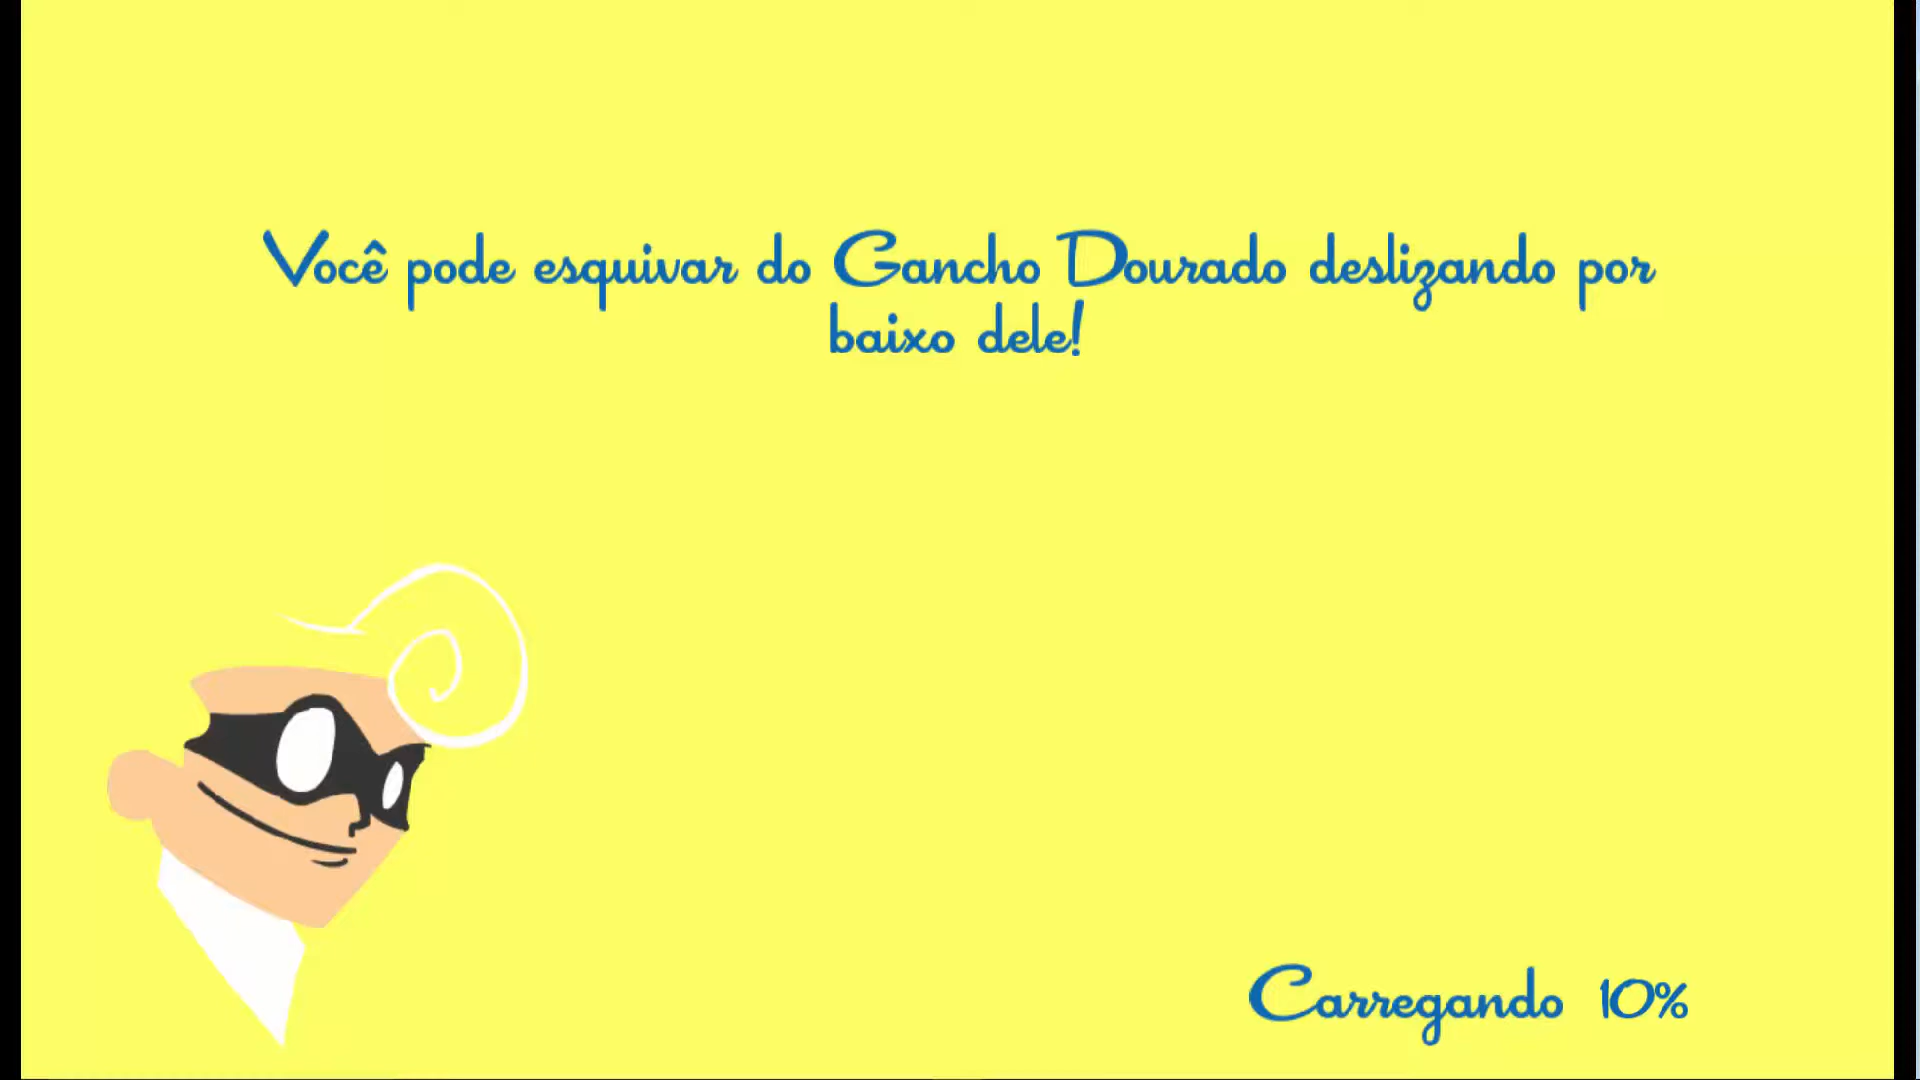 Você pode esquivar do Gancho Dourado deslizando por
baixo dele!
Carregando 10%